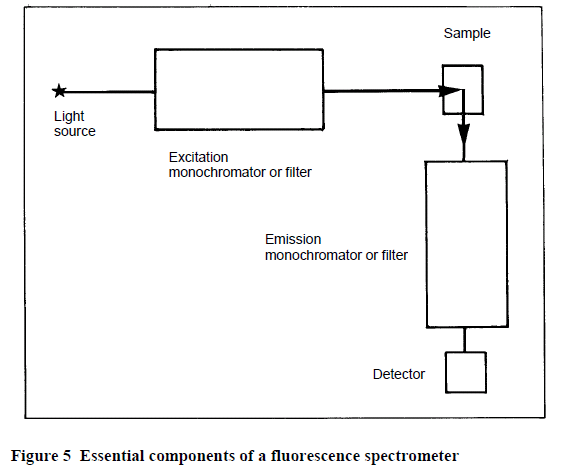 Sample
Light
source
Excitation
monochromator or filter
Emission
monochromator or filter
Detector
Figure 5 Essential components of a fluorescence spectrometer